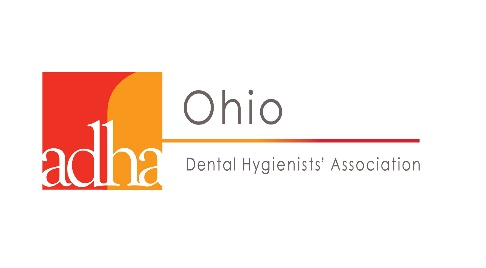 adha
Ohio
Dental Hygienists' Association